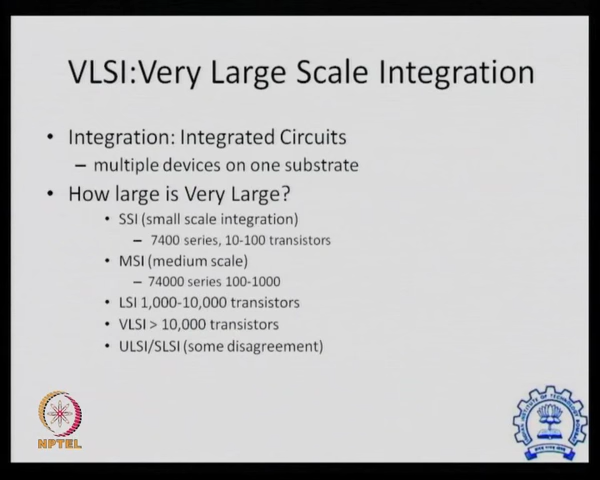 VLSI:Very Large Scale Integration
• Integration: Integrated Circuits
– multiple devices on one substrate
• How large is Very Large?
• SSI (small scale integration)
– 7400 series, 10-100 transistors
• MSI (medium scale)
– 74000 series 100-1000
• LSI 1,000-10,000 transistors
• VLSI > 10,000 transistors
• ULSI/SLSI (some disagreement)
NPTEL